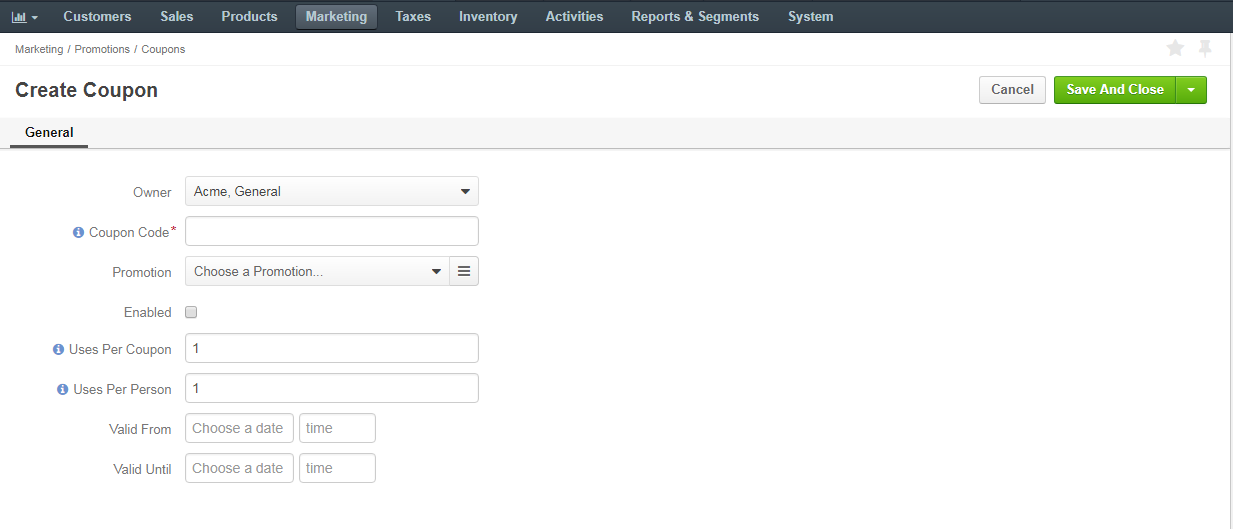 Customers Sales Products Marketing Taxes Inventory Activities Reports & Segments System
Marketing / Promotions / Coupons
Create Coupon
Cancel
Save And Close
General
Owner Acme, General
Coupon Code*
Promotion Choose a Promotion...
Enabled
Uses Per Coupon 1
Uses Per Person 1
Valid From Choose a date time
Valid Until Choose a date time